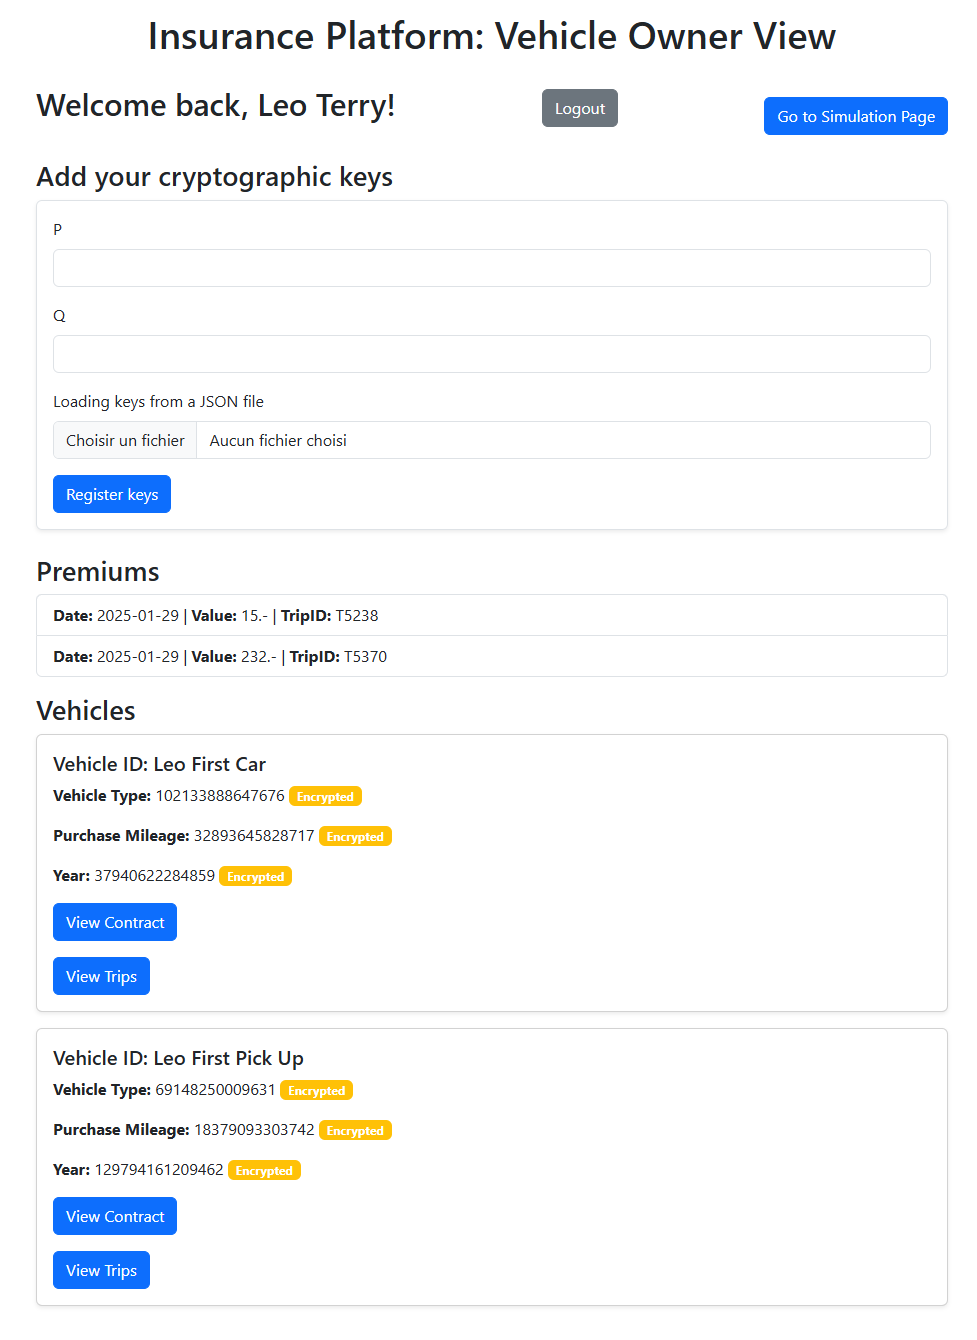 Insurance Platform: Vehicle Owner View
Welcome back, Leo Terry!
Logout
Go to Simulation Page
Add your cryptographic keys
P
Q
Loading keys from a JSON file
Choisir un fichier Aucun fichier choisi
Register keys
Premiums
Date: 2025-01-29 | Value: 15.- | TripID: T5238
Date: 2025-01-29 | Value: 232.- | TripID: T5370
Vehicles
Vehicle ID: Leo First Car
Vehicle Type: 102133888647676 Encrypted
Purchase Mileage: 32893645828717 Encrypted
Year: 37940622284859 Encrypted
View Contract
View Trips
Vehicle ID: Leo First Pick Up
Vehicle Type: 69148250009631 Encrypted
Purchase Mileage: 18379093303742 Encrypted
Year: 129794161209462 Encrypted
View Contract
View Trips